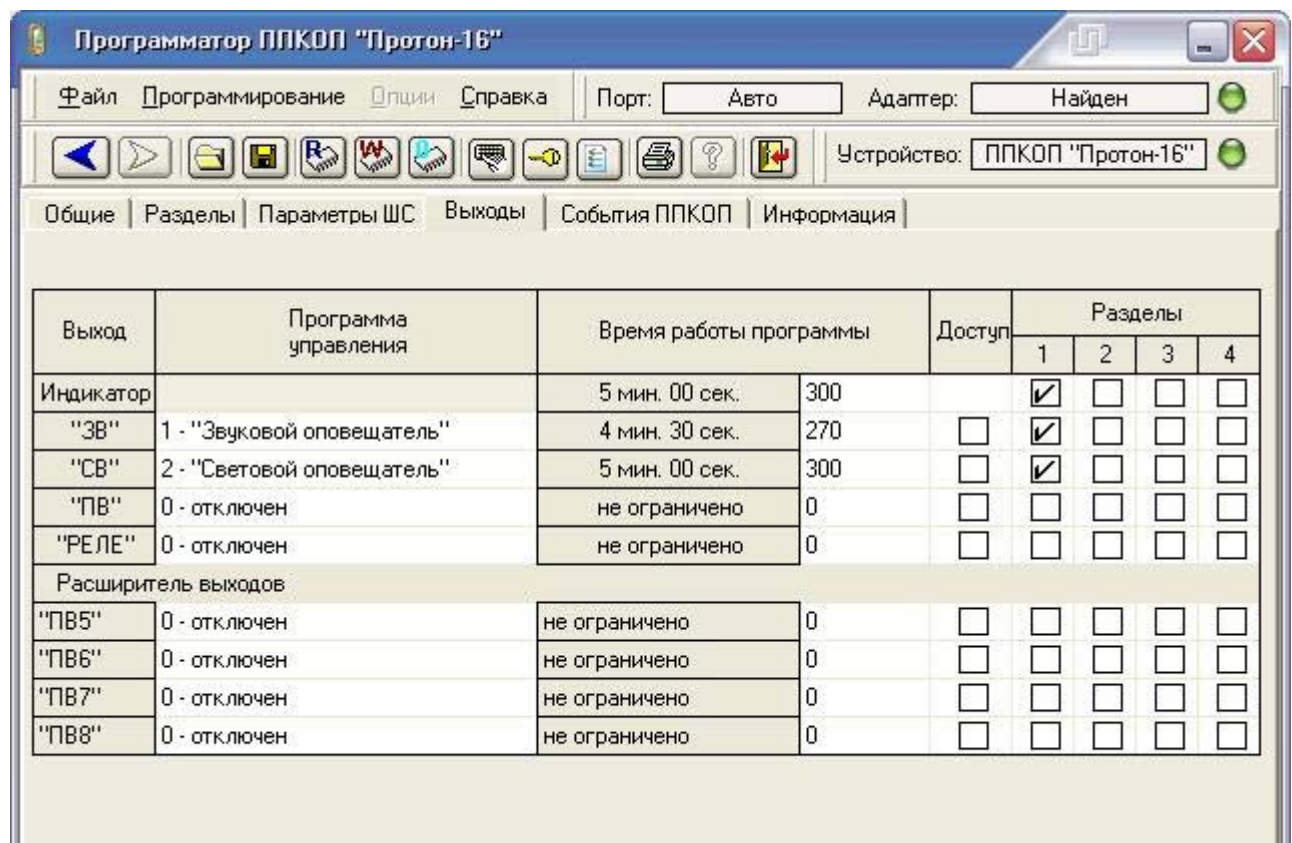 Программатор ППКОП "Протон-16"
Файл Программирование Опции Справка Порт: Авто Адаптер: Найден
Устройство: ППКОП "Протон-16"
Общие Разделы Параметры ШС Выходы События ППКОП Информация
Выход Программа управления Время работы программы Доступ Разделы
1 2 3 4
Индикатор 5 мин. 00 сек. 300
"ЗВ" 1 - "Звуковой оповещатель" 4 мин. 30 сек. 270
"СВ" 2 - "Световой оповещатель" 5 мин. 00 сек. 300
"ПВ" 0 - отключен не ограничено 0
"РЕЛЕ" 0 - отключен не ограничено 0
Расширитель выходов
"ПВ5" 0 - отключен не ограничено 0
"ПВ6" 0 - отключен не ограничено 0
"ПВ7" 0 - отключен не ограничено 0
"ПВ8" 0 - отключен не ограничено 0